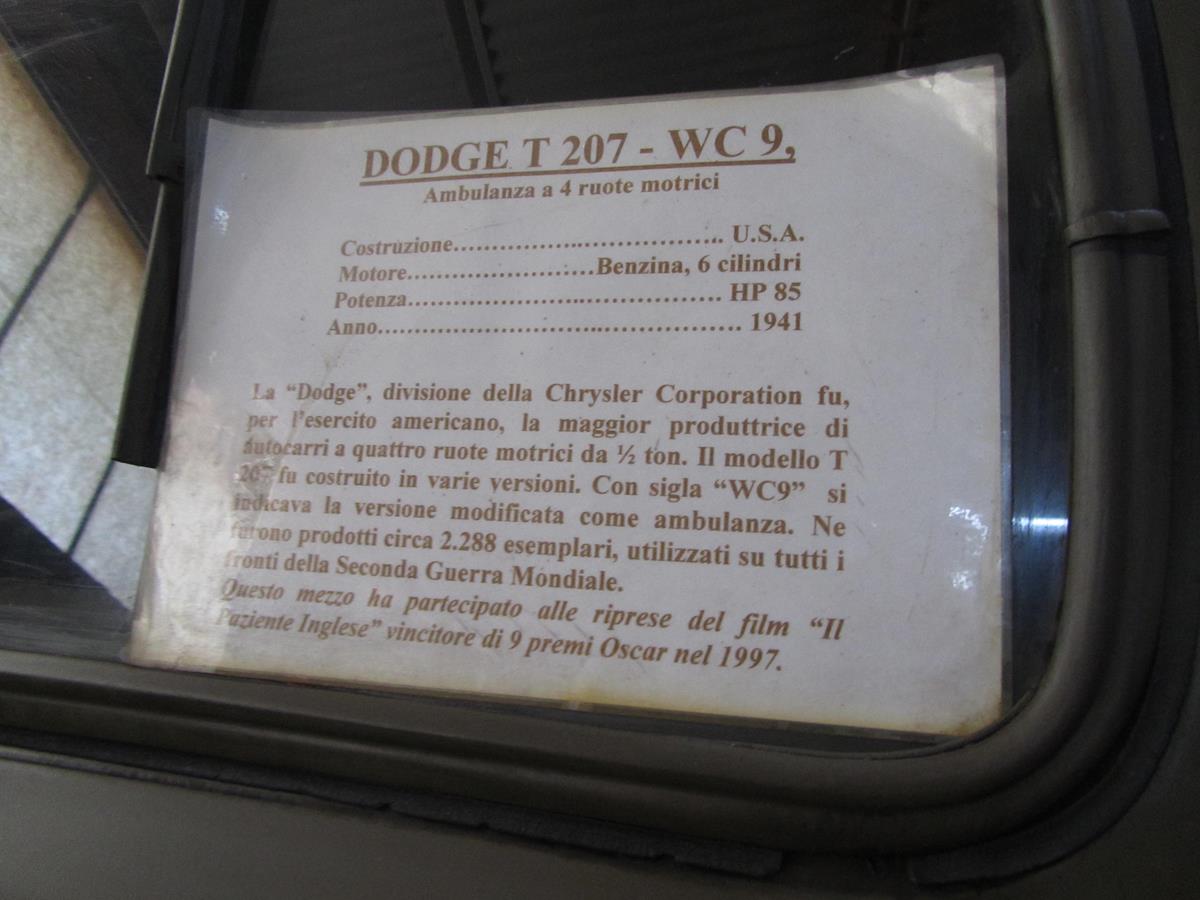 DODGE T 207 - WC 9,
Ambulanza a 4 ruote motrici
Costruzione……………..…………………….. U.S.A.
Motore……………………Benzina, 6 cilindri
Potenza……………………..………………. HP 85
Anno……………………………..………………. 1941
La “Dodge”, divisione della Chrysler Corporation fu,
per l’esercito americano, la maggior produttrice di
autocarri a quattro ruote motrici da ½ ton. Il modello T
207 fu costruito in varie versioni. Con sigla “WC9” si
indicava la versione modificata come ambulanza. Ne
furono prodotti circa 2.288 esemplari, utilizzati su tutti i
fronti della Seconda Guerra Mondiale.
Questo mezzo ha partecipato alle riprese del film “Il
Paziente Inglese” vincitore di 9 premi Oscar nel 1997.